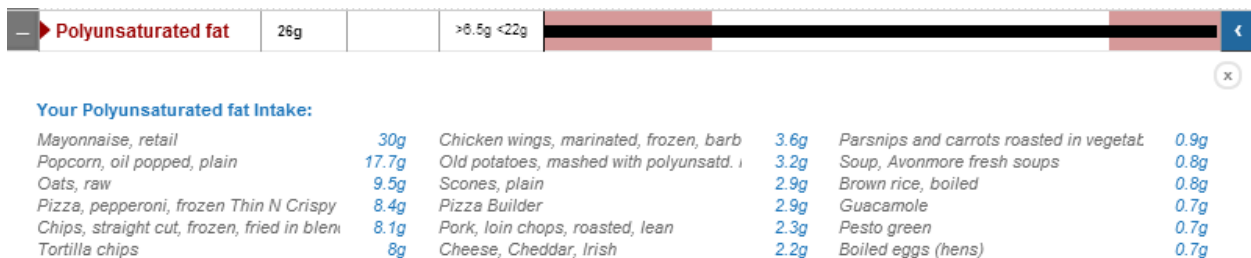 – Polyunsaturated fat 26g >6.5g <22g ‹
x
Your Polyunsaturated fat Intake:
Mayonnaise, retail 30g Chicken wings, marinated, frozen, barb 3.6g Parsnips and carrots roasted in vegetab 0.9g
Popcorn, oil popped, plain 17.7g Old potatoes, mashed with polyunsatd. 3.2g Soup, Avonmore fresh soups 0.8g
Oats, raw 9.5g Scones, plain 2.9g Brown rice, boiled 0.8g
Pizza, pepperoni, frozen Thin N Crispy 8.4g Pizza Builder 2.9g Guacamole 0.7g
Chips, straight cut, frozen, fried in blen 8.1g Pork, loin chops, roasted, lean 2.3g Pesto green 0.7g
Tortilla chips 8g Cheese, Cheddar, Irish 2.2g Boiled eggs (hens) 0.7g